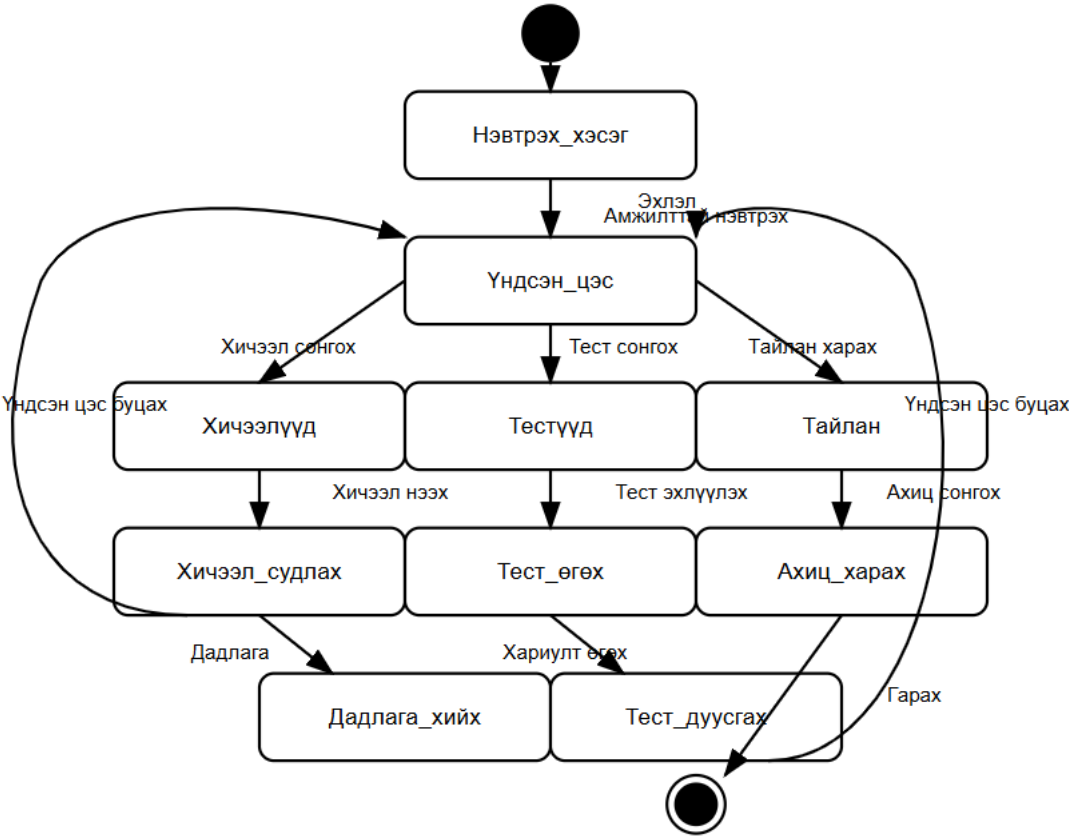 Нэвтрэх_хэсэг
Эхлэл
Амжилттай нэвтрэх
Үндсэн_цэс
Хичээл сонгох
Тест сонгох
Тайлан харах
Үндсэн цэс буцах
Үндсэн цэс буцах
Хичээлүүд
Тестүүд
Тайлан
Хичээл нээх
Тест эхлүүлэх
Ахиц сонгох
Хичээл_судлах
Тест_өгөх
Ахиц_харах
Дадлага
Хариулт өгөх
Гарах
Дадлага_хийх
Тест_дуусгах